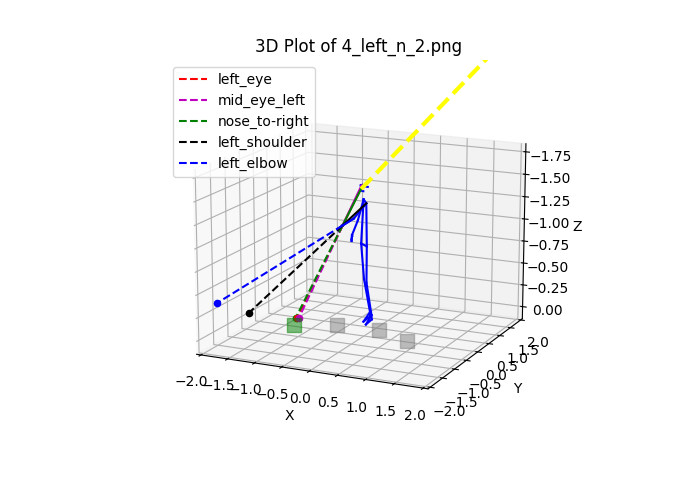 3D Plot of 4_left_n_2.png
left_eye
mid_eye_left
nose_to-right
left_shoulder
left_elbow
−1.75
−1.50
−1.25
−1.00
−0.75
−0.50
−0.25
0.00
Z
2.0
1.5
1.0
0.5
0.0
−0.5
−1.0
−1.5
−2.0
Y
−2.0
−1.5
−1.0
−0.5
0.0
0.5
1.0
1.5
2.0
X